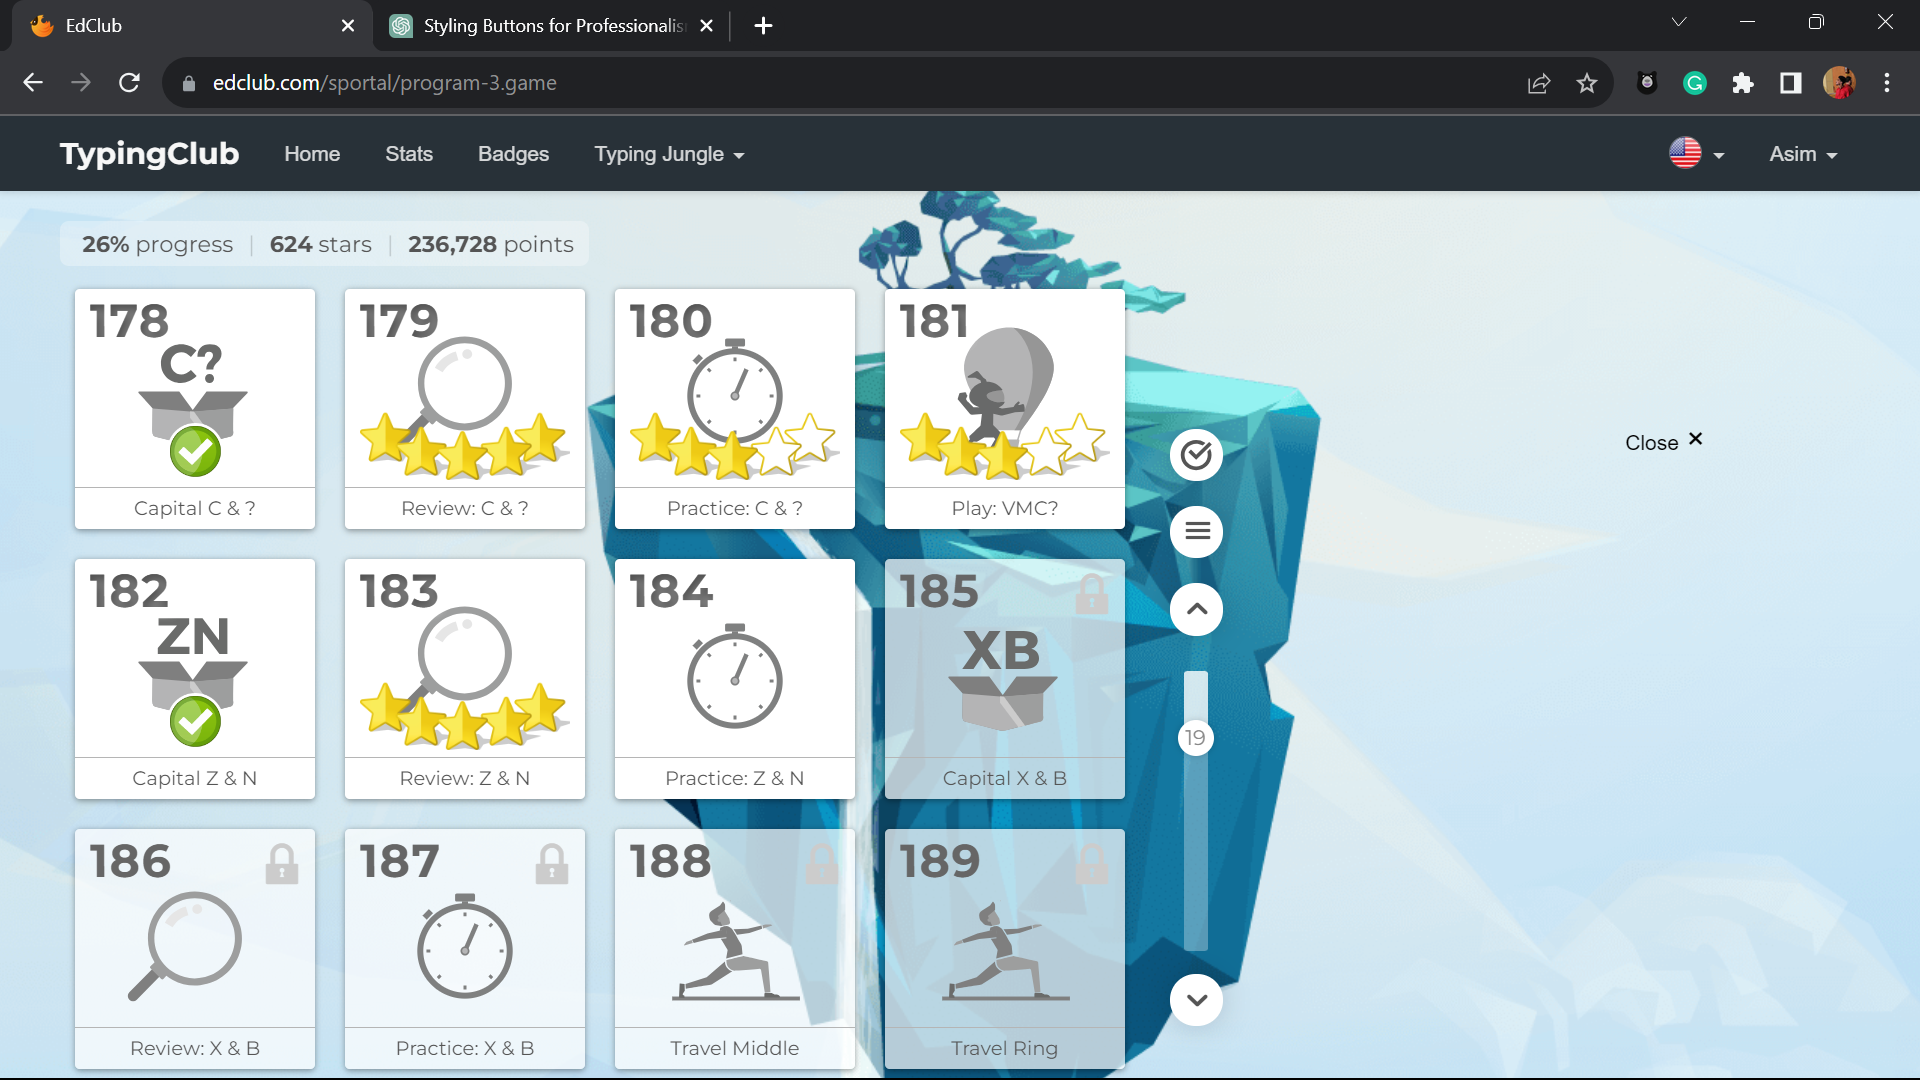 EdClub
Styling Buttons for Professionalis
edclub.com/sportal/program-3.game
TypingClub
Home
Stats
Badges
Typing Jungle
Asim
26% progress
624 stars
236,728 points
178
C?
Capital C & ?
179
Review: C & ?
180
Practice: C & ?
181
Play: VMC?
Close
182
ZN
Capital Z & N
183
Review: Z & N
184
Practice: Z & N
185
XB
Capital X & B
19
186
Review: X & B
187
Practice: X & B
188
Travel Middle
189
Travel Ring